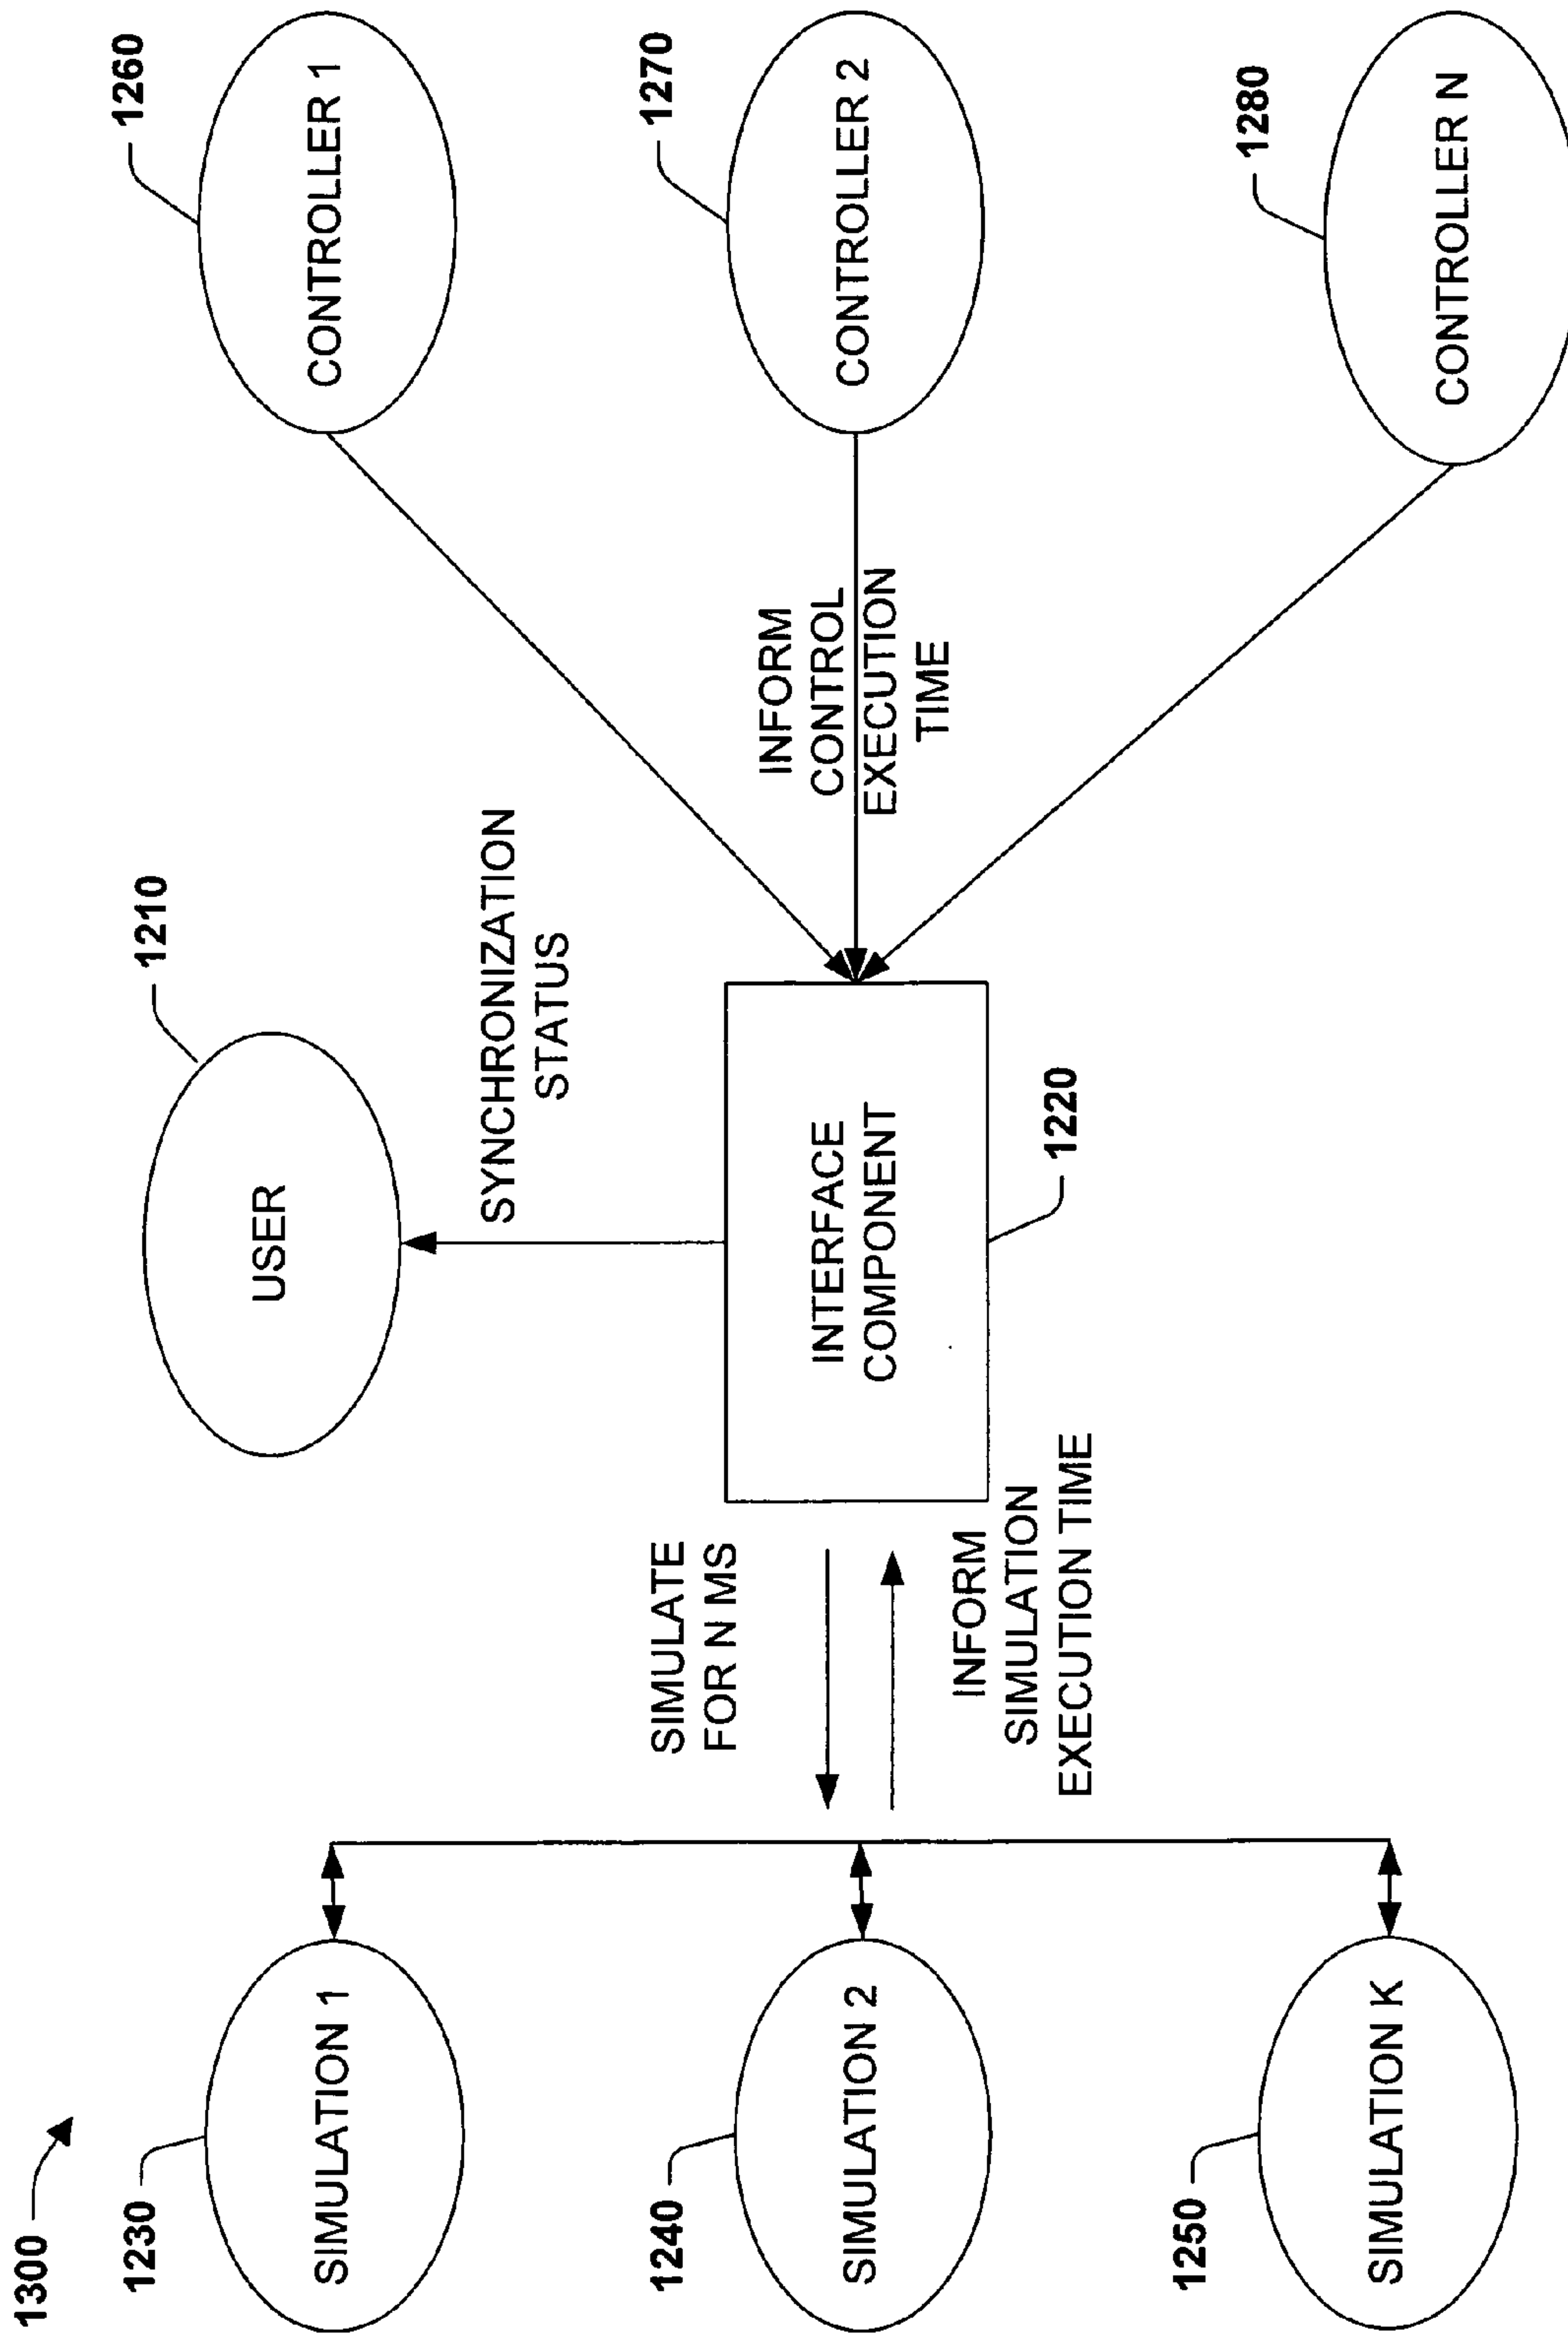 1300
1230
SIMULATION 1
1240
SIMULATION 2
1250
SIMULATION K
SIMULATE
FOR N MS
INFORM
SIMULATION
EXECUTION TIME
USER
1210
SYNCHRONIZATION
STATUS
INTERFACE
COMPONENT
1220
INFORM
CONTROL
EXECUTION
TIME
1260
CONTROLLER 1
1270
CONTROLLER 2
1280
CONTROLLER N